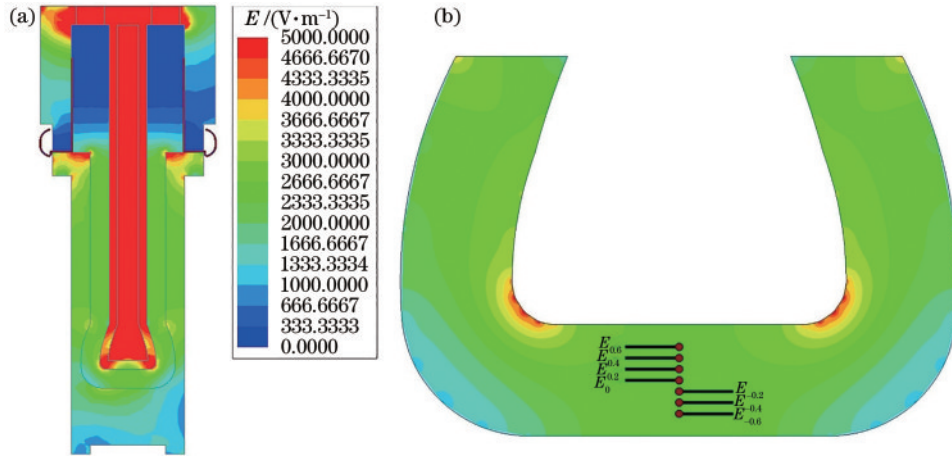 (a)
E /(V·m⁻¹)
5000.0000
4666.6670
4333.3335
4000.0000
3666.6667
3333.3335
3000.0000
2666.6667
2333.3335
2000.0000
1666.6667
1333.3334
1000.0000
666.6667
333.3333
0.0000
(b)
E₀.₆
E₀.₄
E₀.₂
E₀
E₋₀.₂
E₋₀.₄
E₋₀.₆